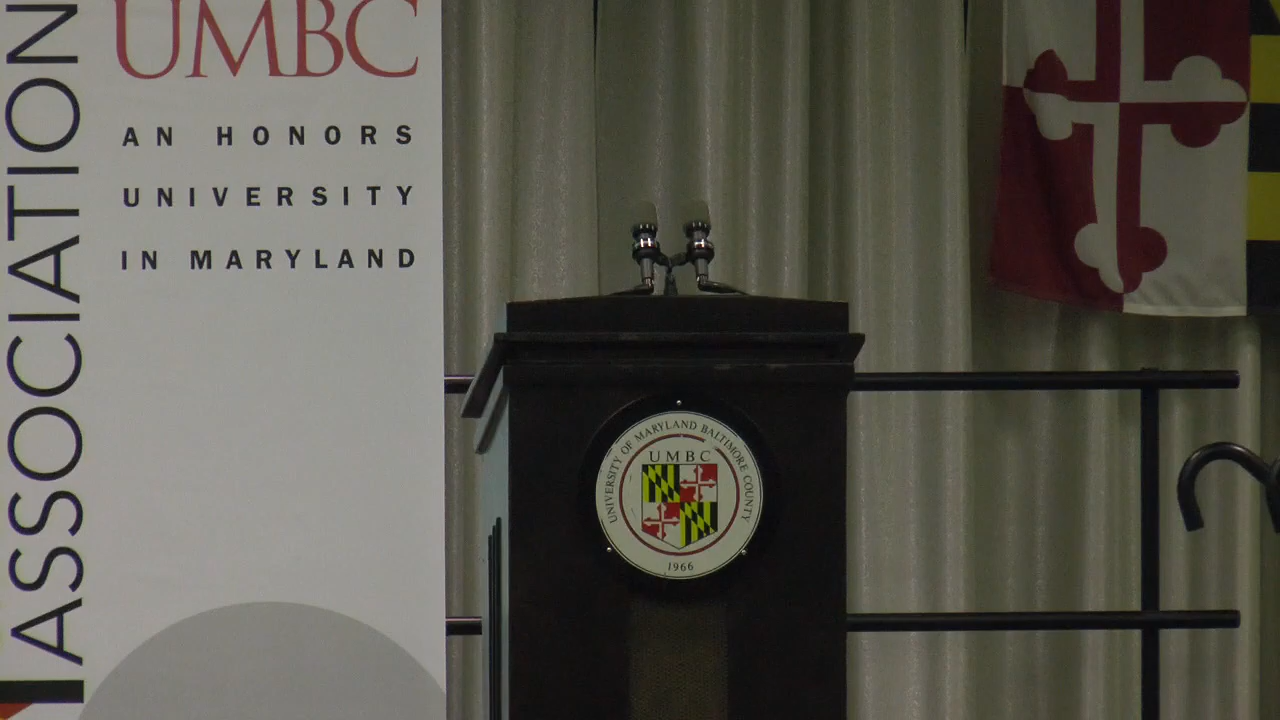 ASSOCIATION
UMBC
AN HONORS
UNIVERSITY
IN MARYLAND
UNIVERSITY OF MARYLAND BALTIMORE COUNTY
UMBC
1966